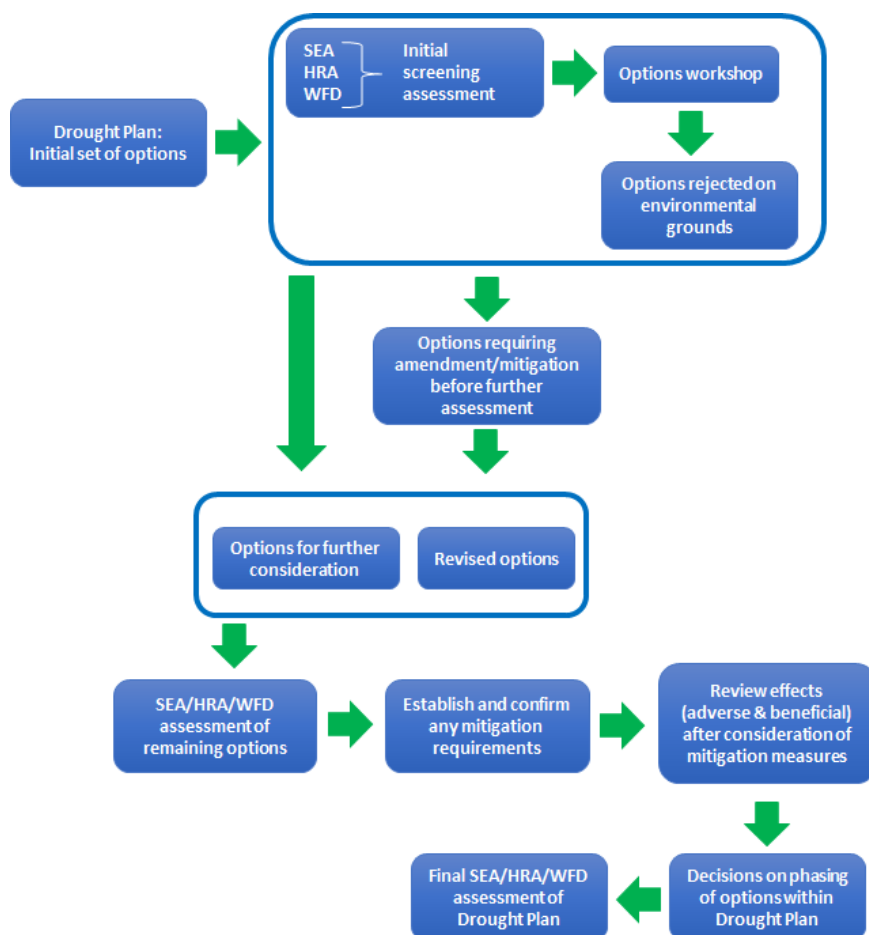 SEA
HRA
WFD
Initial
screening
assessment
Options workshop
Drought Plan:
Initial set of options
Options rejected on
environmental
grounds
Options requiring
amendment/mitigation
before further
assessment
Options for further
consideration
Revised options
SEA/HRA/WFD
assessment of
remaining options
Establish and confirm
any mitigation
requirements
Review effects
(adverse & beneficial)
after consideration of
mitigation measures
Decisions on phasing
of options within
Drought Plan
Final SEA/HRA/WFD
assessment of
Drought Plan